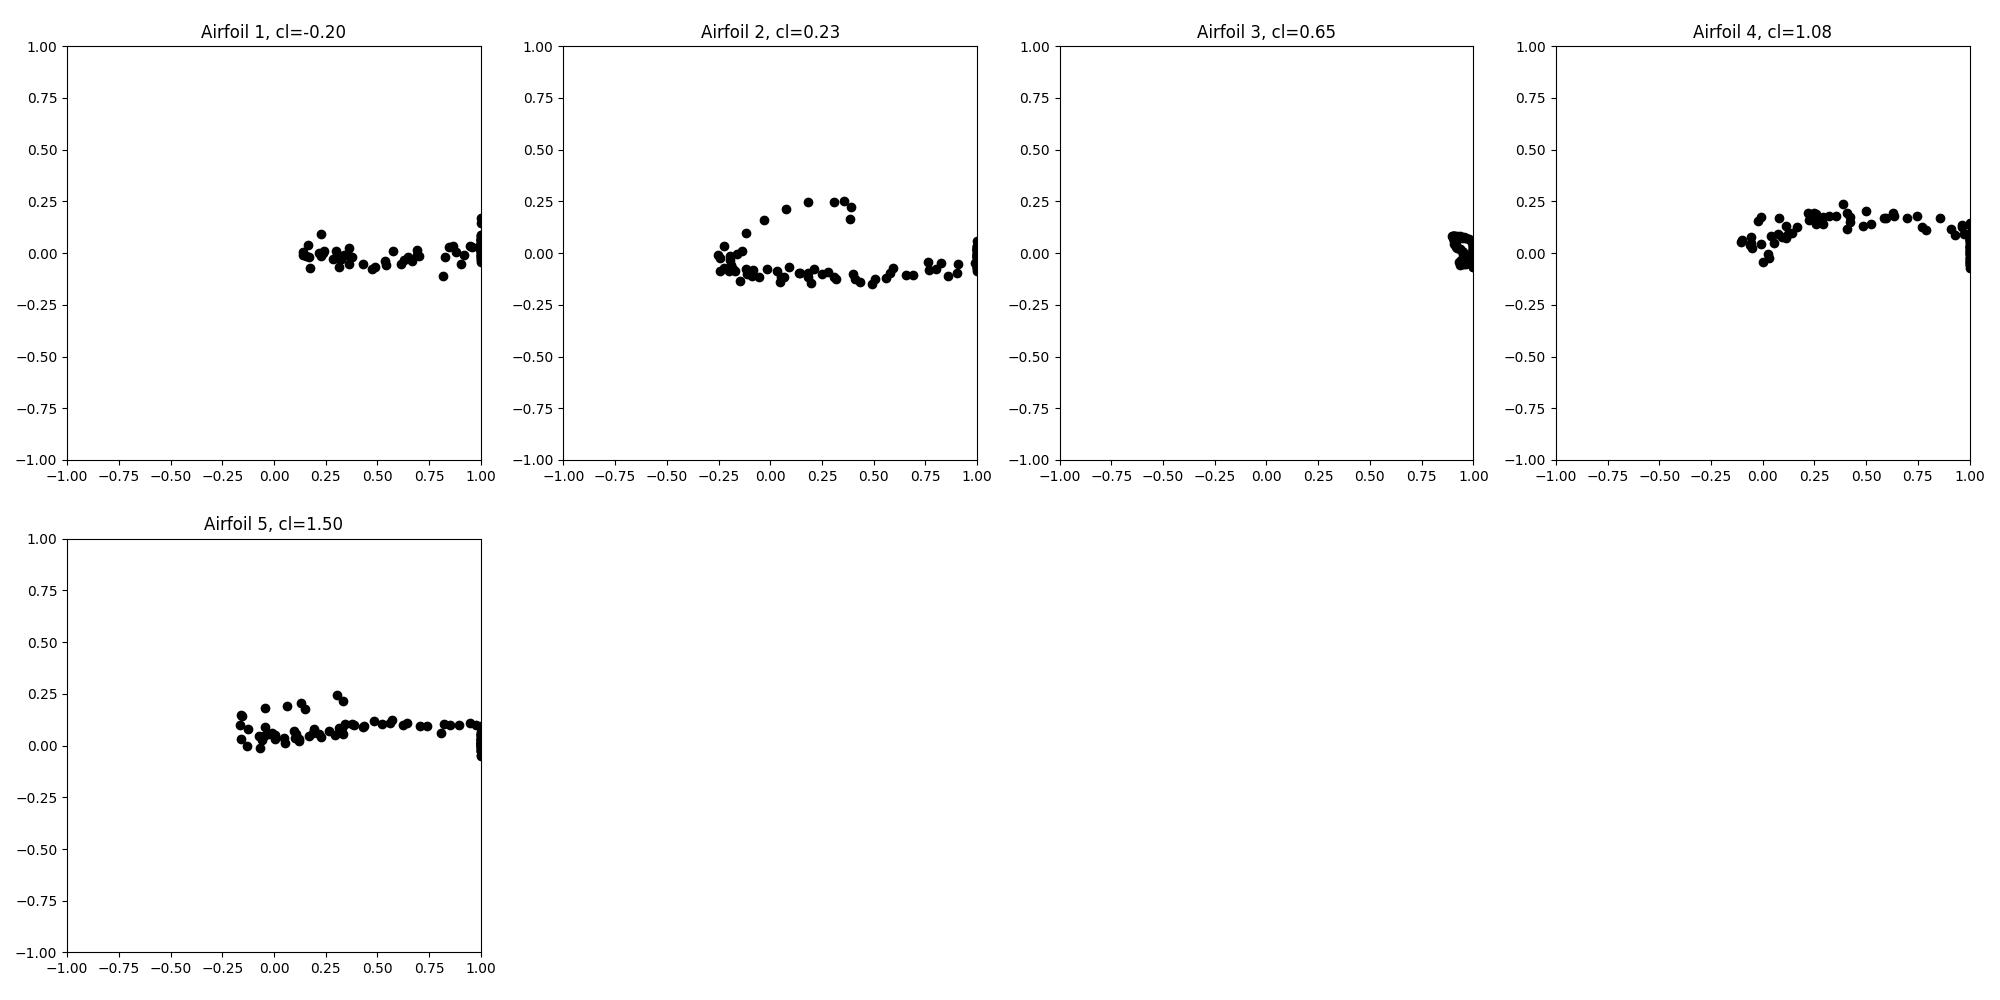 Airfoil 1, cl=-0.20
Airfoil 2, cl=0.23
Airfoil 3, cl=0.65
Airfoil 4, cl=1.08
1.00 1.00 1.00 1.00
0.75 0.75 0.75 0.75
0.50 0.50 0.50 0.50
0.25 0.25 0.25 0.25
0.00 0.00 0.00 0.00
−0.25 −0.25 −0.25 −0.25
−0.50 −0.50 −0.50 −0.50
−0.75 −0.75 −0.75 −0.75
−1.00 −1.00 −1.00 −1.00
−1.00 −0.75 −0.50 −0.25 0.00 0.25 0.50 0.75 1.00
−1.00 −0.75 −0.50 −0.25 0.00 0.25 0.50 0.75 1.00
−1.00 −0.75 −0.50 −0.25 0.00 0.25 0.50 0.75 1.00
−1.00 −0.75 −0.50 −0.25 0.00 0.25 0.50 0.75 1.00
Airfoil 5, cl=1.50
1.00
0.75
0.50
0.25
0.00
−0.25
−0.50
−0.75
−1.00
−1.00 −0.75 −0.50 −0.25 0.00 0.25 0.50 0.75 1.00